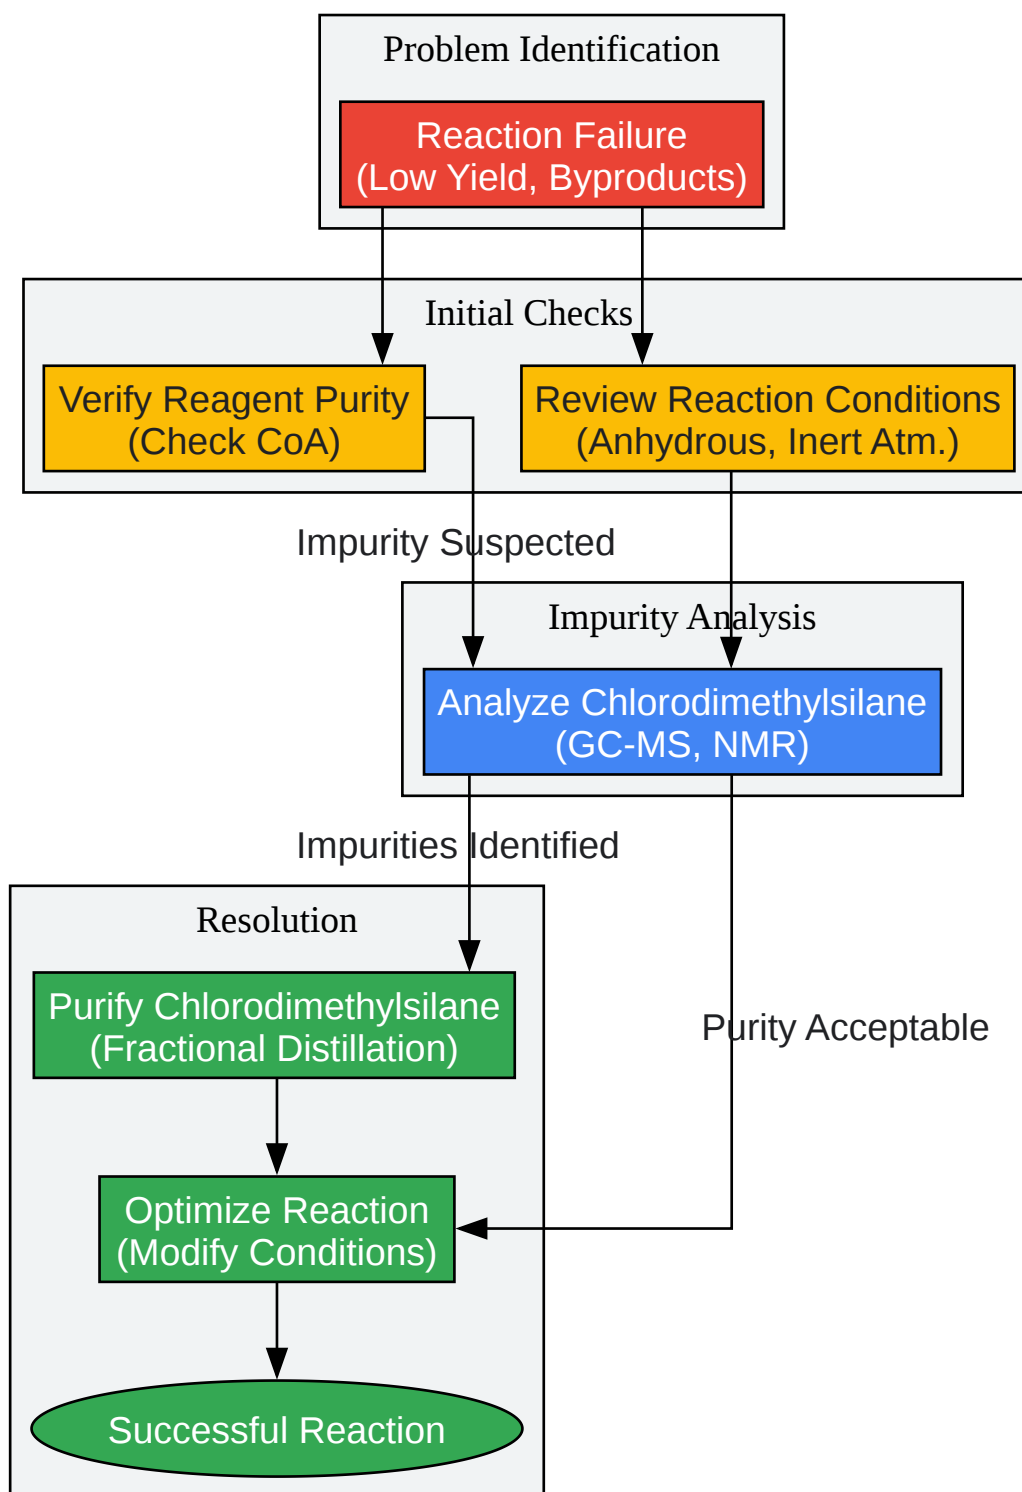 Problem Identification
Reaction Failure
(Low Yield, Byproducts)
Initial Checks
Verify Reagent Purity
(Check CoA)
Review Reaction Conditions
(Anhydrous, Inert Atm.)
Impurity Suspected
Impurity Analysis
Analyze Chlorodimethylsilane
(GC-MS, NMR)
Impurities Identified
Resolution
Purify Chlorodimethylsilane
(Fractional Distillation)
Purity Acceptable
Optimize Reaction
(Modify Conditions)
Successful Reaction